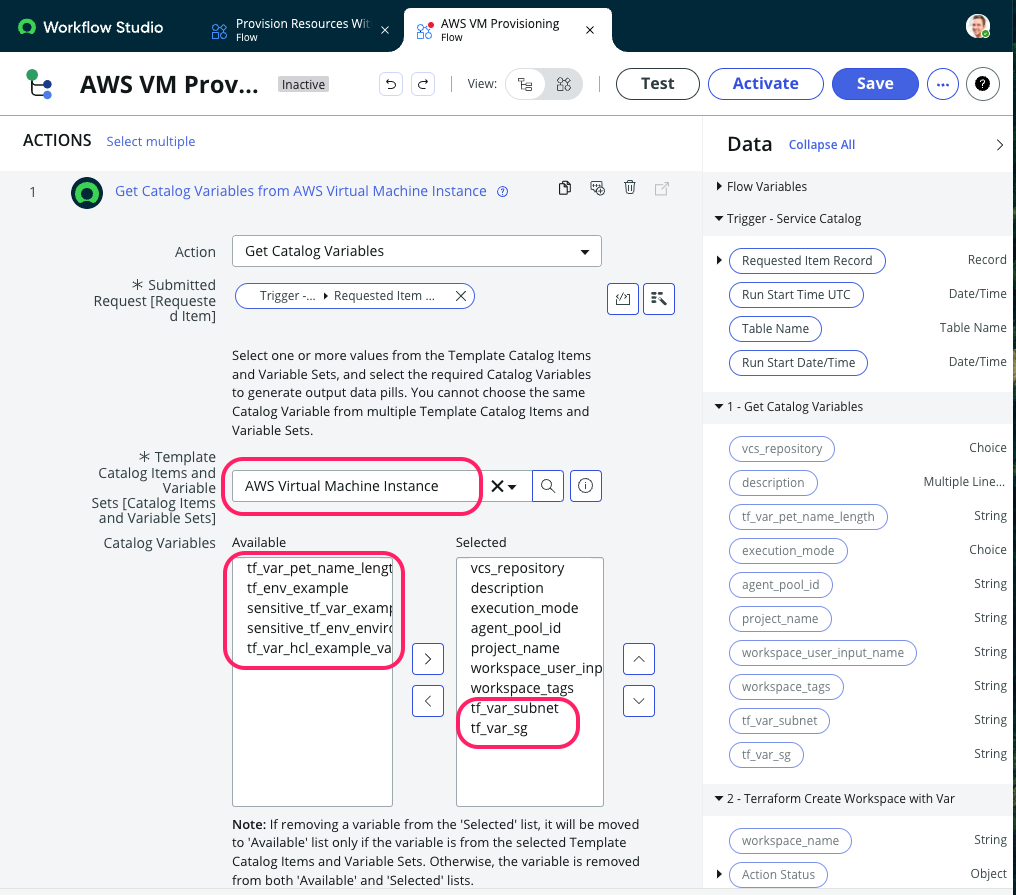 Workflow Studio
Provision Resources Wit
Flow
AWS VM Provisioning
Flow
AWS VM Prov...
Inactive
View:
Test
Activate
Save
ACTIONS
Select multiple
1
Get Catalog Variables from AWS Virtual Machine Instance
Action
Get Catalog Variables
* Submitted
Request [Requeste
d Item]
Trigger -... Requested Item ...
Select one or more values from the Template Catalog Items
and Variable Sets, and select the required Catalog Variables
to generate output data pills. You cannot choose the same
Catalog Variable from multiple Template Catalog Items and
Variable Sets.
* Template
Catalog Items and
Variable
Sets [Catalog Items
and Variable Sets]
AWS Virtual Machine Instance
Catalog Variables
Available
tf_var_pet_name_lengt
tf_env_example
sensitive_tf_var_examp
sensitive_tf_env_enviro
tf_var_hcl_example_va
Selected
vcs_repository
description
execution_mode
agent_pool_id
project_name
workspace_user_inp
workspace_tags
tf_var_subnet
tf_var_sg
Note: If removing a variable from the 'Selected' list, it will be moved
to 'Available' list only if the variable is from the selected Template
Catalog Items and Variable Sets. Otherwise, the variable is removed
from both 'Available' and 'Selected' lists.
Data
Collapse All
Flow Variables
Trigger - Service Catalog
Requested Item Record Record
Run Start Time UTC Date/Time
Table Name Table Name
Run Start Date/Time Date/Time
1 - Get Catalog Variables
vcs_repository Choice
description Multiple Line...
tf_var_pet_name_length String
execution_mode Choice
agent_pool_id String
project_name String
workspace_user_input_name String
workspace_tags String
tf_var_subnet String
tf_var_sg String
2 - Terraform Create Workspace with Var
workspace_name String
Action Status Object